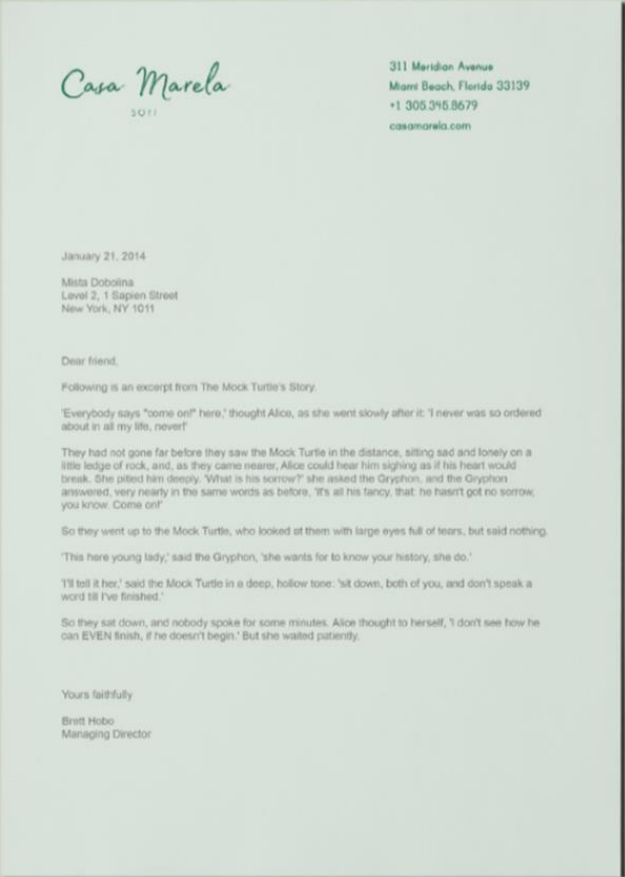 Casa Marela
311 Meridian Avenue
Miami Beach, Florida 33139
+1 305.345.8679
casamarela.com
January 21, 2014
Mista Dobolina
Level 2, 1 Sapien Street
New York, NY 1011
Dear friend,
Following is an excerpt from The Mock Turtle's Story.
'Everybody says "come on!" here,' thought Alice, as she went slowly after it: 'I never was so ordered
about in all my life, never!'
They had not gone far before they saw the Mock Turtle in the distance, sitting sad and lonely on a
little ledge of rock, and, as they came nearer, Alice could hear him sighing as if his heart would
break. She pitied him deeply. 'What is his sorrow?' she asked the Gryphon, and the Gryphon
answered, very nearly in the same words as before, 'It's all his fancy, that: he hasn't got no sorrow,
you know. Come on!'
So they went up to the Mock Turtle, who looked at them with large eyes full of tears, but said nothing.
'This here young lady,' said the Gryphon, 'she wants for to know your history, she do.'
'I'll tell it her,' said the Mock Turtle in a deep, hollow tone: 'sit down, both of you, and don't speak a
word till I've finished.'
So they sat down, and nobody spoke for some minutes. Alice thought to herself, 'I don't see how he
can EVEN finish, if he doesn't begin.' But she waited patiently.
Yours faithfully
Brett Hobo
Managing Director